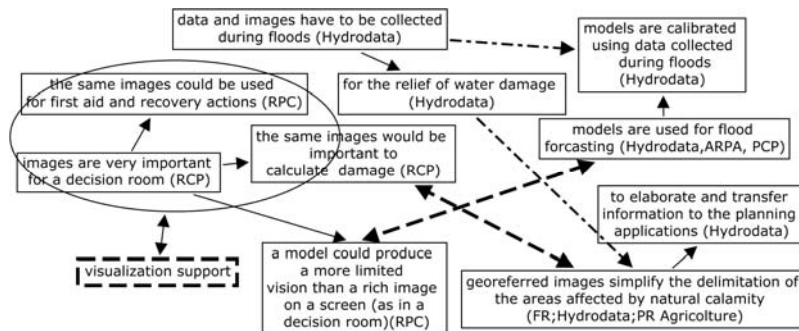 data and images have to be collected
during floods (Hydrodata)
models are calibrated
using data collected
during floods
(Hydrodata)
the same images could be used
for first aid and recovery actions (RPC)
for the relief of water damage
(Hydrodata)
the same images would be
important to
calculate damage (RCP)
models are used for flood
forcasting (Hydrodata,ARPA, PCP)
images are very important
for a decision room (RCP)
to elaborate and transfer
information to the planning
applications (Hydrodata)
visualization support
a model could produce
a more limited
vision than a rich image
on a screen (as in a
decision room)(RPC)
georeferred images simplify the delimitation of
the areas affected by natural calamity
(FR;Hydrodata;PR Agriculture)